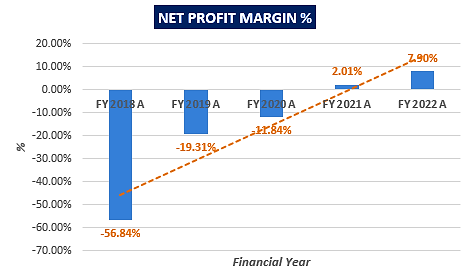 NET PROFIT MARGIN %
20.00%
10.00%
0.00%
-10.00%
-20.00%
-30.00%
-40.00%
-50.00%
-60.00%
-70.00%
%
FY 2018 A
FY 2019 A
FY 2020 A
FY 2021 A
FY 2022 A
-56.84%
-19.31%
-11.84%
2.01%
7.90%
Financial Year